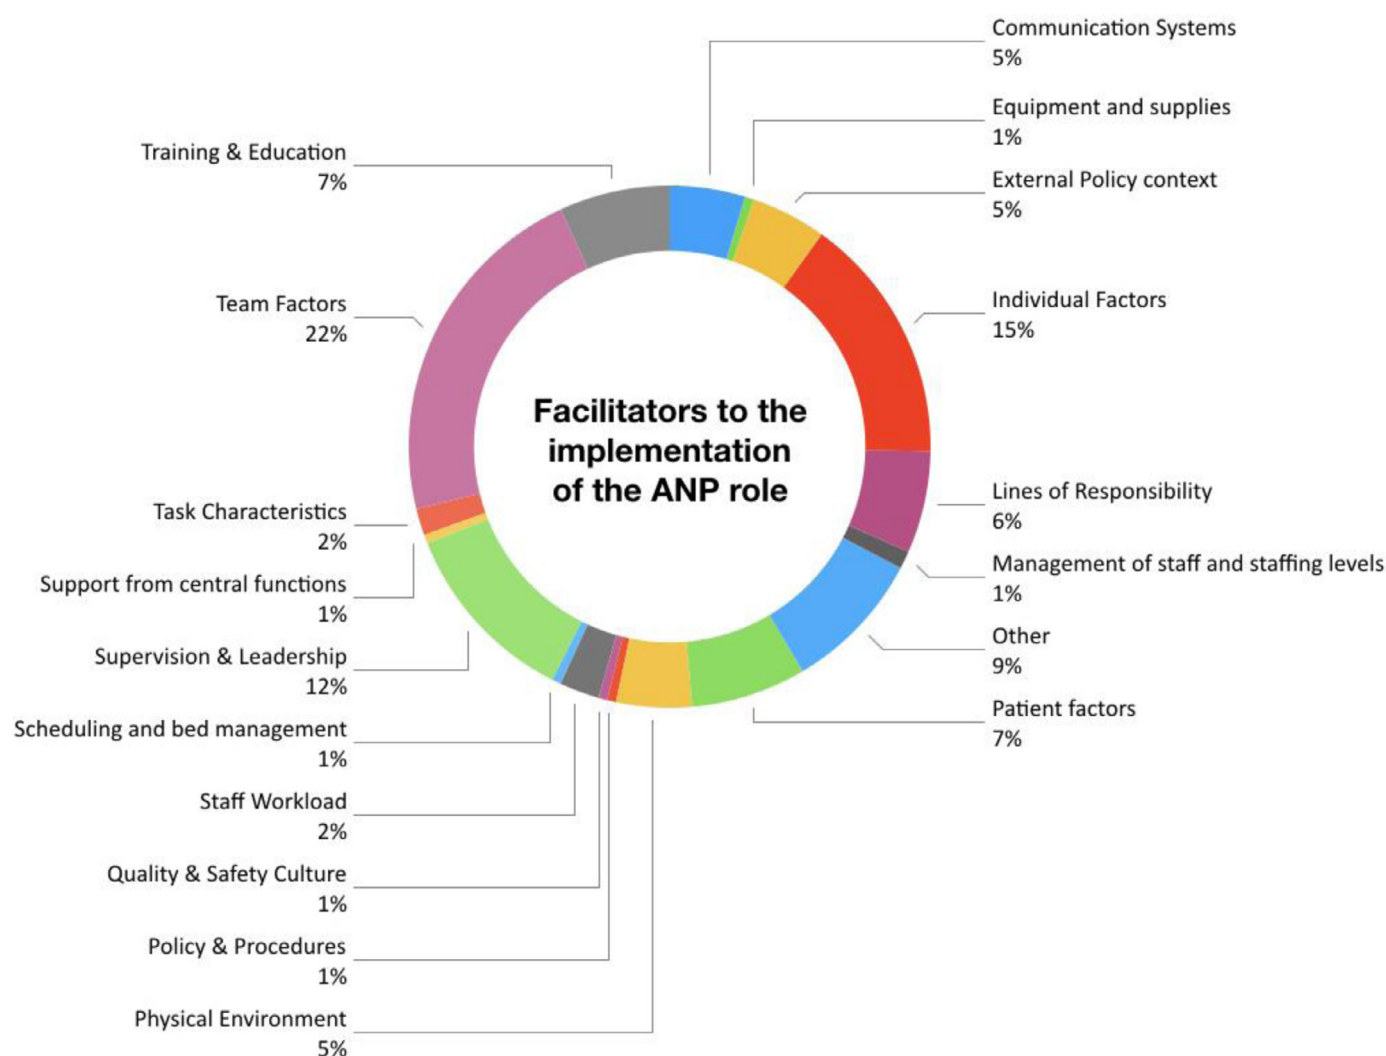 Communication Systems
5%
Equipment and supplies
1%
External Policy context
5%
Individual Factors
15%
Lines of Responsibility
6%
Management of staff and staffing levels
1%
Other
9%
Patient factors
7%
Physical Environment
5%
Policy & Procedures
1%
Quality & Safety Culture
1%
Staff Workload
2%
Scheduling and bed management
1%
Supervision & Leadership
12%
Support from central functions
1%
Task Characteristics
2%
Team Factors
22%
Training & Education
7%
Facilitators to the
implementation
of the ANP role